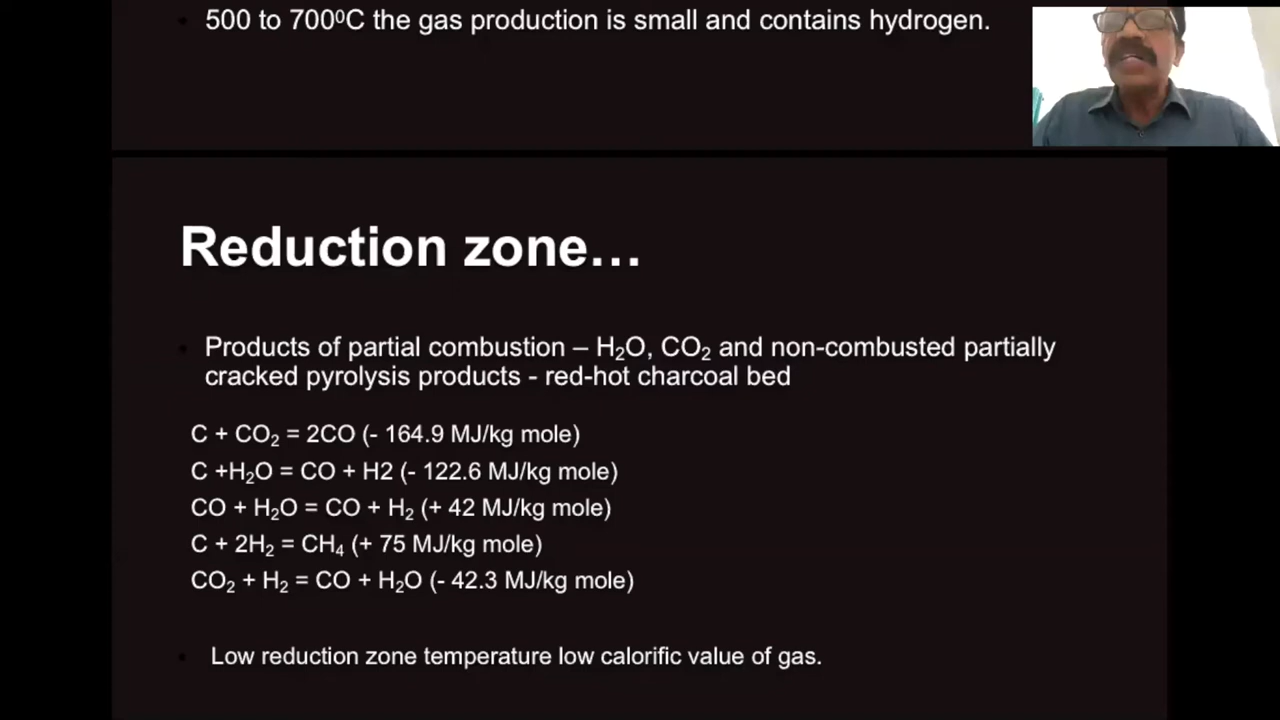 500 to 700⁰C the gas production is small and contains hydrogen.
Reduction zone…
Products of partial combustion – H₂O, CO₂ and non-combusted partially
cracked pyrolysis products - red-hot charcoal bed
C + CO₂ = 2CO (- 164.9 MJ/kg mole)
C +H₂O = CO + H2 (- 122.6 MJ/kg mole)
CO + H₂O = CO + H₂ (+ 42 MJ/kg mole)
C + 2H₂ = CH₄ (+ 75 MJ/kg mole)
CO₂ + H₂ = CO + H₂O (- 42.3 MJ/kg mole)
Low reduction zone temperature low calorific value of gas.